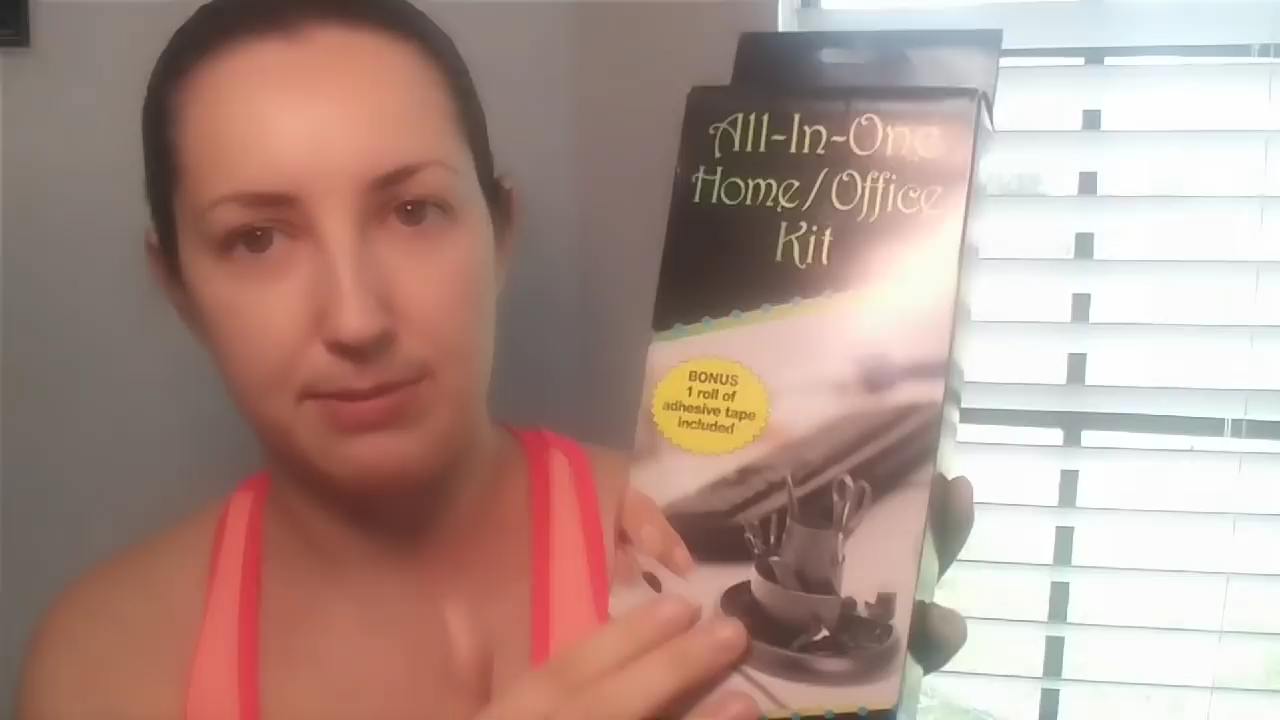 All-In-One
Home/Office
Kit
BONUS
1 roll of
adhesive tape
included